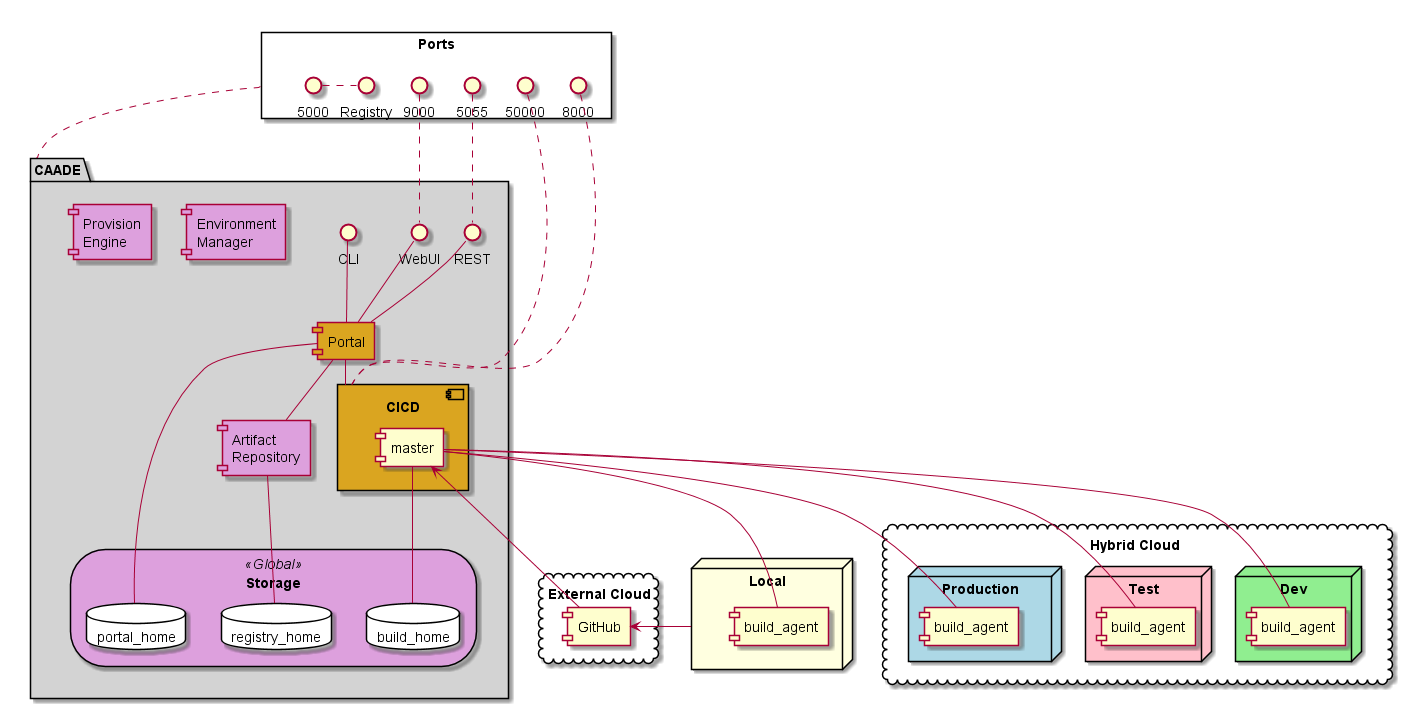 Ports
5000
Registry
9000
5055
50000
8000
CAADE
Provision
Engine
Environment
Manager
CLI
WebUI
REST
Portal
CICD
master
Artifact
Repository
«Global»
Storage
portal_home
registry_home
build_home
External Cloud
GitHub
Local
build_agent
Hybrid Cloud
Production
build_agent
Test
build_agent
Dev
build_agent